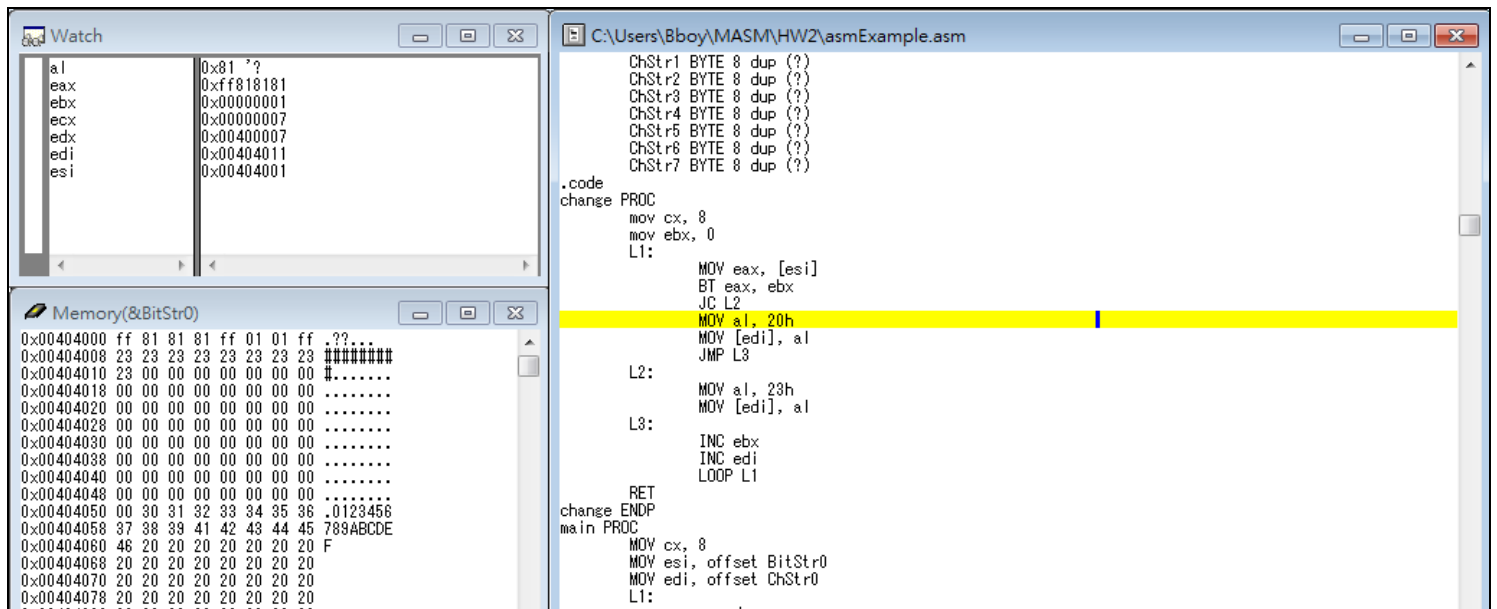 Watch
al 0x81 '?
eax 0xff818181
ebx 0x00000001
ecx 0x00000007
edx 0x00400007
edi 0x00404011
esi 0x00404001
Memory(&BitStr0)
0x00404000 ff 81 81 81 ff 01 01 ff .??...
0x00404008 23 23 23 23 23 23 23 23 ########
0x00404010 23 00 00 00 00 00 00 00 #.......
0x00404018 00 00 00 00 00 00 00 00 ........
0x00404020 00 00 00 00 00 00 00 00 ........
0x00404028 00 00 00 00 00 00 00 00 ........
0x00404030 00 00 00 00 00 00 00 00 ........
0x00404038 00 00 00 00 00 00 00 00 ........
0x00404040 00 00 00 00 00 00 00 00 ........
0x00404048 00 00 00 00 00 00 00 00 ........
0x00404050 00 30 31 32 33 34 35 36 .0123456
0x00404058 37 38 39 41 42 43 44 45 789ABCDE
0x00404060 46 20 20 20 20 20 20 20 F
0x00404068 20 20 20 20 20 20 20 20
0x00404070 20 20 20 20 20 20 20 20
0x00404078 20 20 20 20 20 20 20 20
C:\Users\Bboy\MASM\HW2\asmExample.asm
ChStr1 BYTE 8 dup (?)
ChStr2 BYTE 8 dup (?)
ChStr3 BYTE 8 dup (?)
ChStr4 BYTE 8 dup (?)
ChStr5 BYTE 8 dup (?)
ChStr6 BYTE 8 dup (?)
ChStr7 BYTE 8 dup (?)
.code
change PROC
mov cx, 8
mov ebx, 0
L1:
MOV eax, [esi]
BT eax, ebx
JC L2
MOV al, 20h
MOV [edi], al
JMP L3
L2:
MOV al, 23h
MOV [edi], al
L3:
INC ebx
INC edi
LOOP L1
RET
change ENDP
main PROC
MOV cx, 8
MOV esi, offset BitStr0
MOV edi, offset ChStr0
L1: